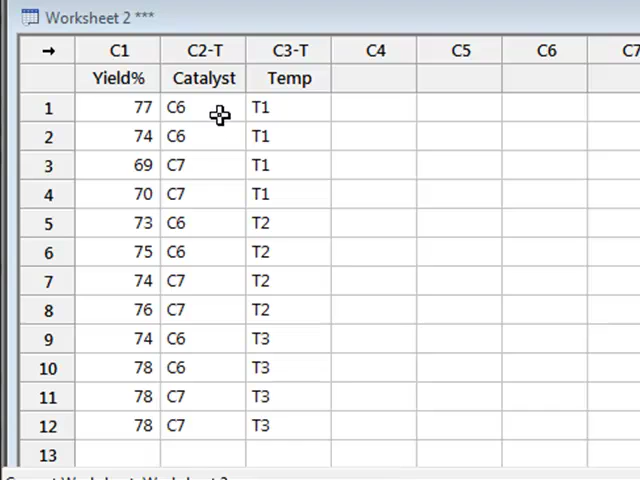 Worksheet 2 ***
→ C1 C2-T C3-T C4 C5 C6 C7
Yield% Catalyst Temp
1 77 C6 T1
2 74 C6 T1
3 69 C7 T1
4 70 C7 T1
5 73 C6 T2
6 75 C6 T2
7 74 C7 T2
8 76 C7 T2
9 74 C6 T3
10 78 C6 T3
11 78 C7 T3
12 78 C7 T3
13